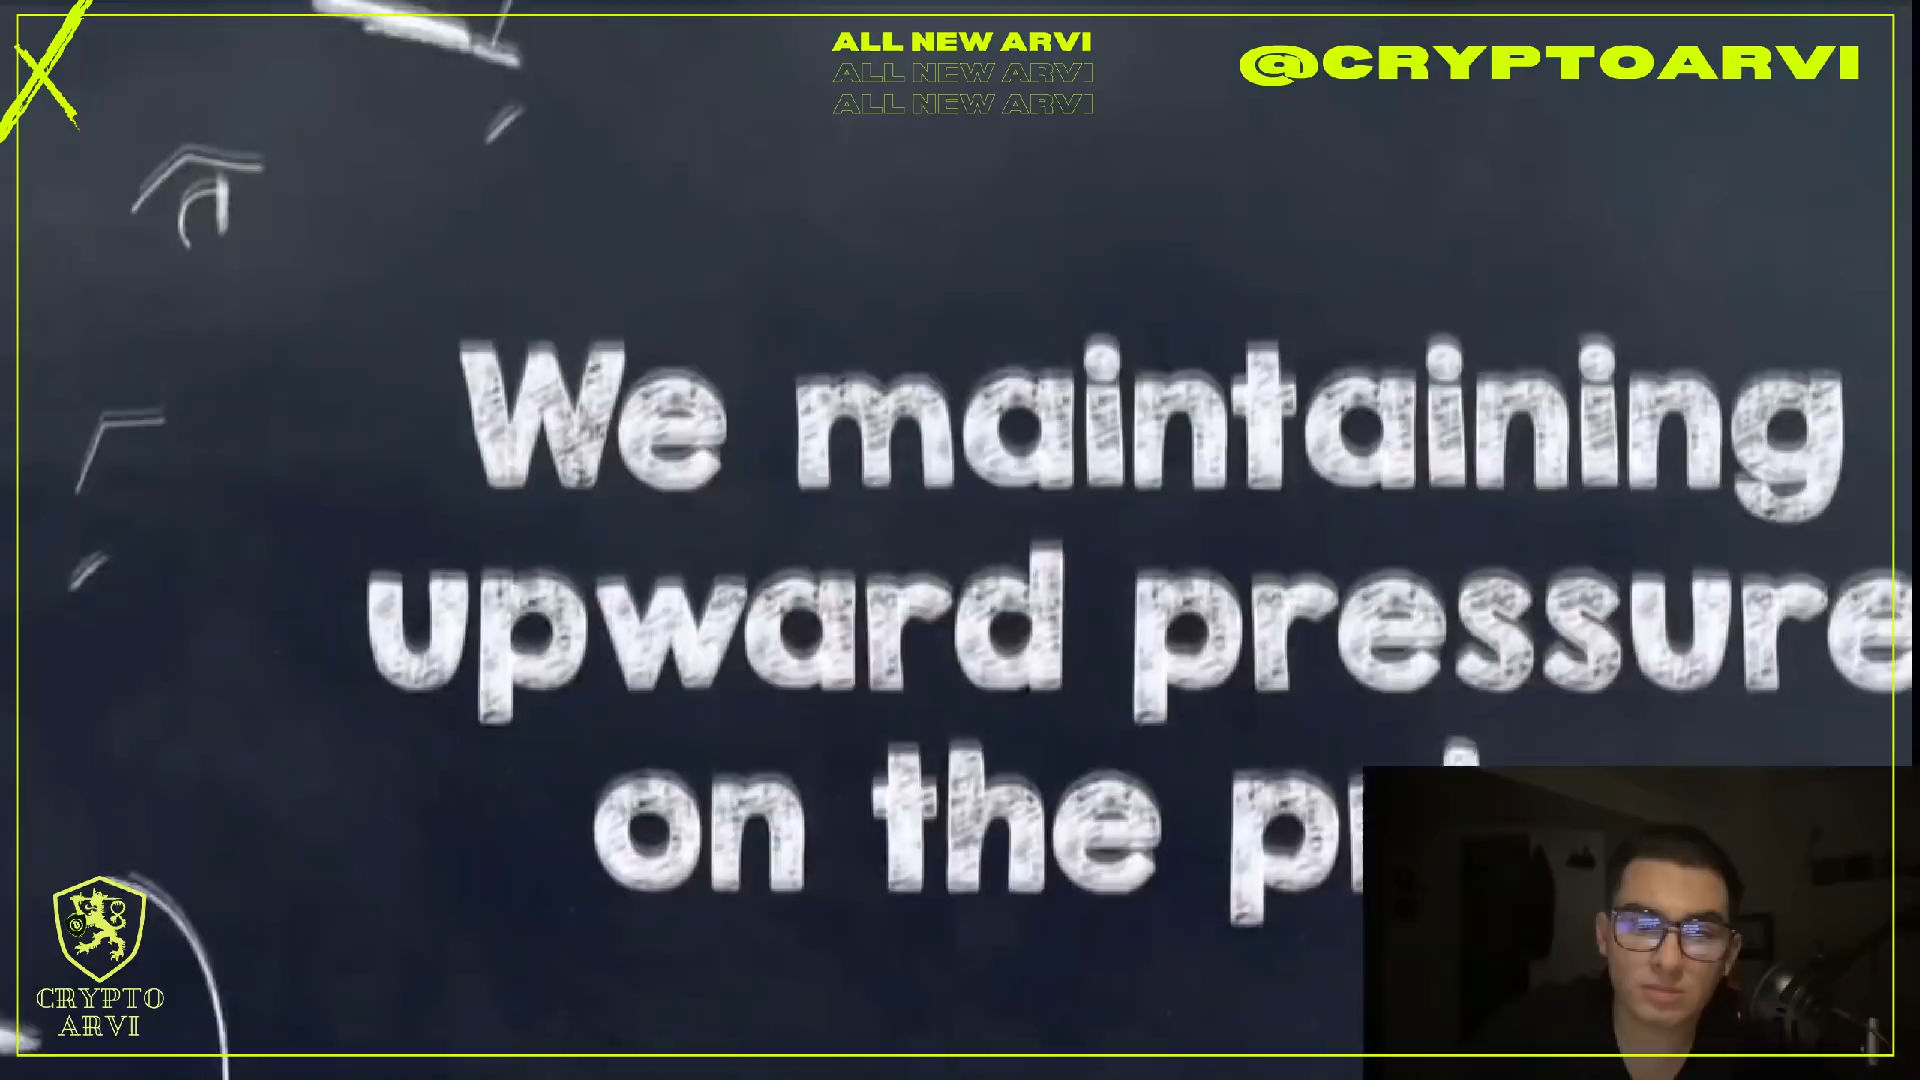 ALL NEW ARVI
ALL NEW ARVI
ALL NEW ARVI
@CRYPTOARVI
We maintaining
upward pressure
on the
CRYPTO
ARVI